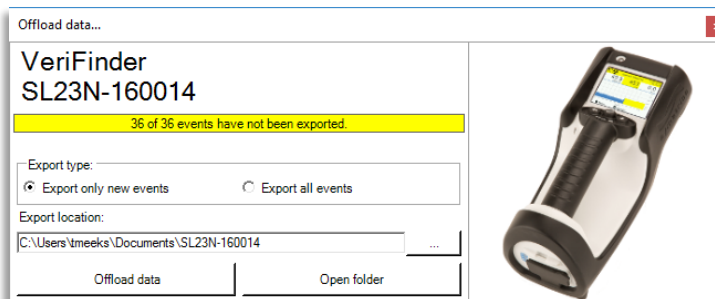 Offload data...
VeriFinder
SL23N-160014
36 of 36 events have not been exported.
Export type:
Export only new events
Export all events
Export location:
C:\Users\tmeeks\Documents\SL23N-160014
...
Offload data
Open folder